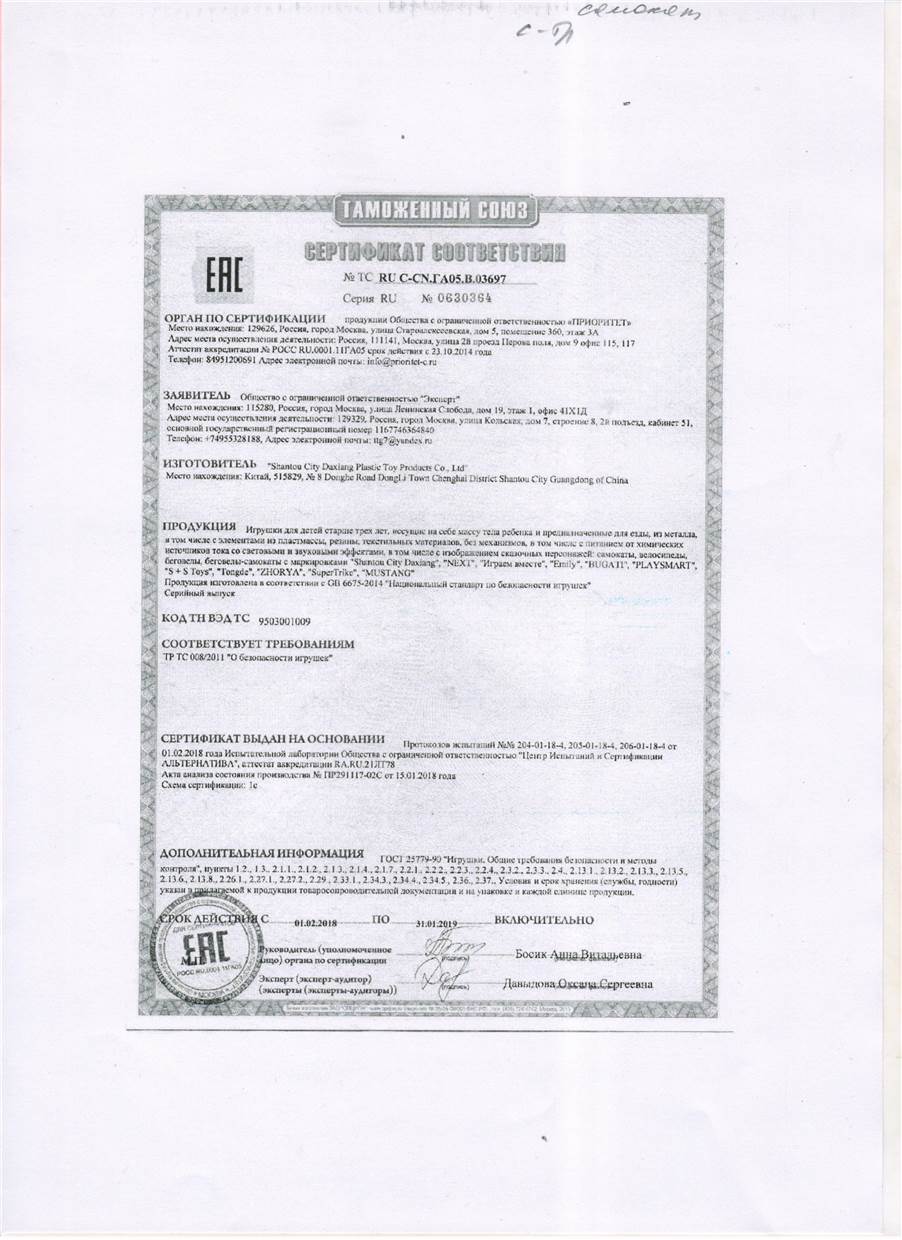 самокат
ТАМОЖЕННЫЙ СОЮЗ
СЕРТИФИКАТ СООТВЕТСТВИЯ
EAC
№ ТС RU C-CN.ГА05.В.03697
Серия RU № 0630364
ОРГАН ПО СЕРТИФИКАЦИИ продукции Общества с ограниченной ответственностью «ПРИОРИТЕТ»
Место нахождения: 129626, Россия, город Москва, улица Староалексеевская, дом 5, помещение 360, этаж 3А
Адрес места осуществления деятельности: Россия, 111141, Москва, улица 2й проезд Перова поля, дом 9 офис 115, 117
Аттестат аккредитации № РОСС RU.0001.11ГА05 срок действия с 23.10.2014 года
Телефон: 84951200691 Адрес электронной почты: info@prioritet-c.ru
ЗАЯВИТЕЛЬ Общество с ограниченной ответственностью "Эксперт"
Место нахождения: 115280, Россия, город Москва, улица Ленинская Слобода, дом 19, этаж 1, офис 41Х1Д
Адрес места осуществления деятельности: 129329, Россия, город Москва, улица Кольская, дом 7, строение 8, 2й подъезд, кабинет 51,
основной государственный регистрационный номер 1167746364840
Телефон: +74955328188, Адрес электронной почты: ttg7@yandex.ru
ИЗГОТОВИТЕЛЬ "Shantou City Daxiang Plastic Toy Products Co., Ltd"
Место нахождения: Китай, 515829, № 8 Donghe Road DongLi Town Chenghai District Shantou City Guangdong of China
ПРОДУКЦИЯ Игрушки для детей старше трех лет, несущие на себе массу тела ребенка и предназначенные для езды, из металла,
в том числе с элементами из пластмассы, резины, текстильных материалов, без механизмов, в том числе с питанием от химических
источников тока со световыми и звуковыми эффектами, в том числе с изображением сказочных персонажей: самокаты, велосипеды,
беговелы, беговелы-самокаты с маркировками "Shantou City Daxiang", "NEXT", "Играем вместе", "Emily", "BUGATI", "PLAYSMART",
"S + S Toys", "Tongde", "ZHORYA", "SuperTrike", "MUSTANG"
Продукция изготовлена в соответствии с GB 6675-2014 "Национальный стандарт по безопасности игрушек"
Серийный выпуск
КОД ТН ВЭД ТС 9503001009
СООТВЕТСТВУЕТ ТРЕБОВАНИЯМ
ТР ТС 008/2011 "О безопасности игрушек"
СЕРТИФИКАТ ВЫДАН НА ОСНОВАНИИ Протоколов испытаний №№ 204-01-18-4, 205-01-18-4, 206-01-18-4 от
01.02.2018 года Испытательной лаборатории Общества с ограниченной ответственностью "Центр Испытаний и Сертификации
АЛЬТЕРНАТИВА", аттестат аккредитации RA.RU.21ЛТ78
Акта анализа состояния производства № ПР291117-02С от 15.01.2018 года
Схема сертификации: 1с
ДОПОЛНИТЕЛЬНАЯ ИНФОРМАЦИЯ ГОСТ 25779-90 "Игрушки. Общие требования безопасности и методы
контроля", пункты 1.2., 1.3., 2.1.1., 2.1.2., 2.1.3., 2.1.4., 2.1.7., 2.2.1., 2.2.2., 2.2.3., 2.2.4., 2.3.2., 2.3.3., 2.4., 2.13.1., 2.13.2., 2.13.3., 2.13.5.,
2.13.6., 2.13.8., 2.26.1., 2.27.1., 2.27.2., 2.29., 2.33.1., 2.34.3., 2.34.4., 2.34.5., 2.36., 2.37., Условия и срок хранения (службы, годности)
указан в прилагаемой к продукции товаросопроводительной документации и на упаковке и каждой единице продукции.
СРОК ДЕЙСТВИЯ С 01.02.2018 ПО 31.01.2019 ВКЛЮЧИТЕЛЬНО
ДЛЯ СЕРТИФИКАТОВ
EAC
М.П.
РОСС RU.0001.11ГА05
Руководитель (уполномоченное
лицо) органа по сертификации
(подпись)
Босик Анна Витальевна
Эксперт (эксперт-аудитор)
(эксперты (эксперты-аудиторы))
(подпись)
Давыдова Оксана Сергеевна